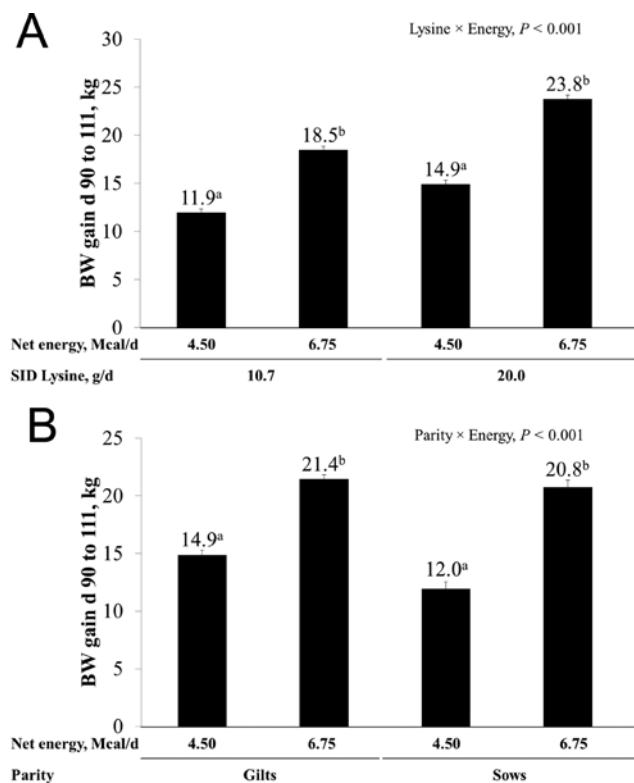 A
Lysine × Energy, P < 0.001
BW gain d 90 to 111, kg
30
25
20
15
10
5
0
11.9ᵃ
18.5ᵇ
14.9ᵃ
23.8ᵇ
Net energy, Mcal/d 4.50 6.75 4.50 6.75
SID Lysine, g/d 10.7 20.0
B
Parity × Energy, P < 0.001
BW gain d 90 to 111, kg
25
20
15
10
5
0
14.9ᵃ
21.4ᵇ
12.0ᵃ
20.8ᵇ
Net energy, Mcal/d 4.50 6.75 4.50 6.75
Parity Gilts Sows